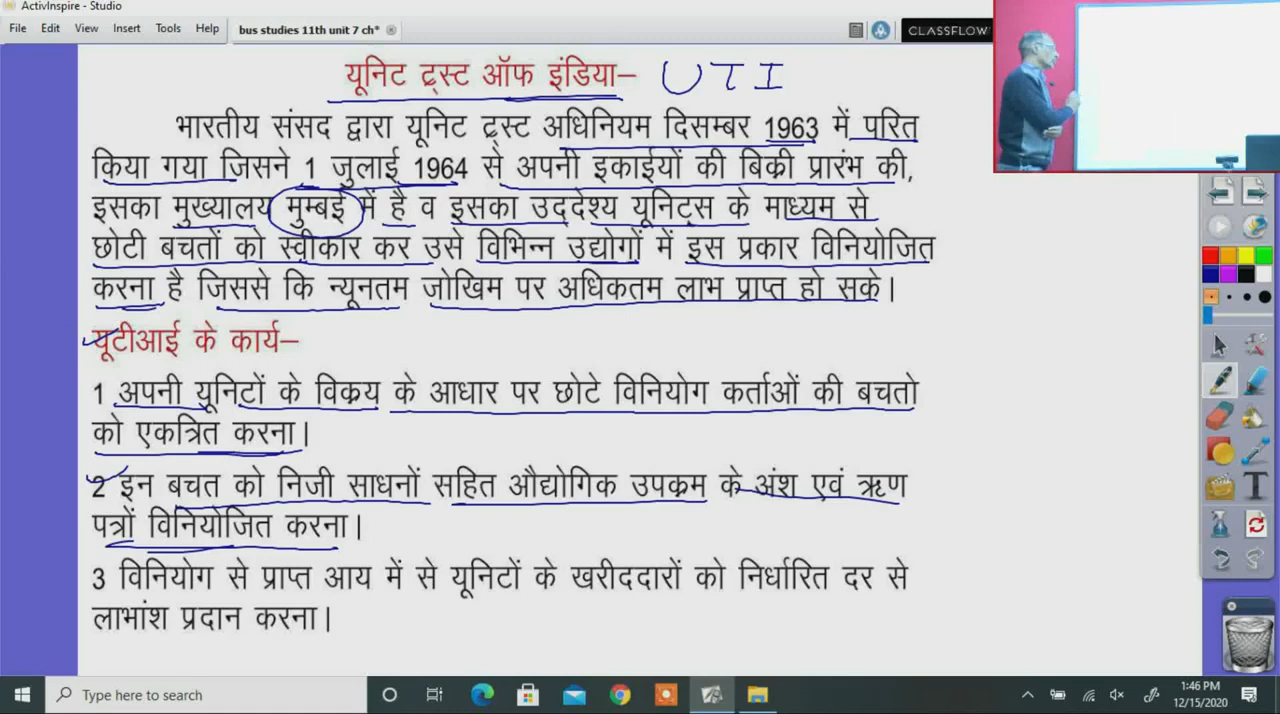 ActivInspire - Studio
File Edit View Insert Tools Help
bus studies 11th unit 7 ch*
CLASSFLOW
यूनिट ट्रस्ट ऑफ इंडिया– UTI
भारतीय संसद द्वारा यूनिट ट्रस्ट अधिनियम दिसम्बर 1963 में परित
किया गया जिसने 1 जुलाई 1964 से अपनी इकाईयों की बिक्री प्रारंभ की,
इसका मुख्यालय मुम्बई में है व इसका उद्देश्य यूनिट्स के माध्यम से
छोटी बचतों को स्वीकार कर उसे विभिन्न उद्योगों में इस प्रकार विनियोजित
करना है जिससे कि न्यूनतम जोखिम पर अधिकतम लाभ प्राप्त हो सके।
यूटीआई के कार्य–
1 अपनी यूनिटों के विक्रय के आधार पर छोटे विनियोग कर्ताओं की बचतो
को एकत्रित करना।
2 इन बचत को निजी साधनों सहित औद्योगिक उपक्रम के अंश एवं ऋण
पत्रों विनियोजित करना।
3 विनियोग से प्राप्त आय में से यूनिटों के खरीददारों को निर्धारित दर से
लाभांश प्रदान करना।
Type here to search
1:46 PM
12/15/2020